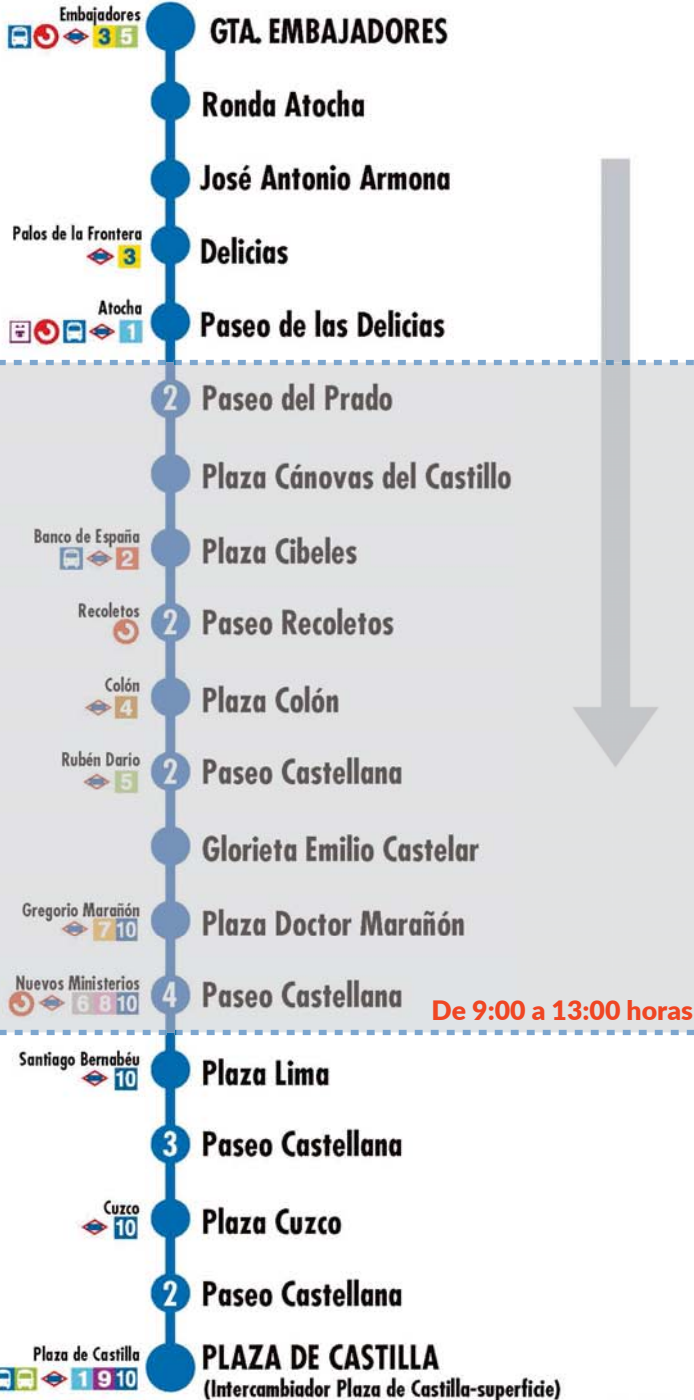 Embajadores
3 5
GTA. EMBAJADORES
Ronda Atocha
José Antonio Armona
Palos de la Frontera
3
Delicias
Atocha
1
Paseo de las Delicias
2 Paseo del Prado
Plaza Cánovas del Castillo
Banco de España
2
Plaza Cibeles
Recoletos
2 Paseo Recoletos
Colón
4
Plaza Colón
Rubén Dario
5
2 Paseo Castellana
Glorieta Emilio Castelar
Gregorio Marañón
7 10
Plaza Doctor Marañón
Nuevos Ministerios
6 8 10
4 Paseo Castellana
De 9:00 a 13:00 horas
Santiago Bernabéu
10
Plaza Lima
3 Paseo Castellana
Cuzco
10
Plaza Cuzco
2 Paseo Castellana
Plaza de Castilla
1 9 10
PLAZA DE CASTILLA
(Intercambiador Plaza de Castilla-superficie)